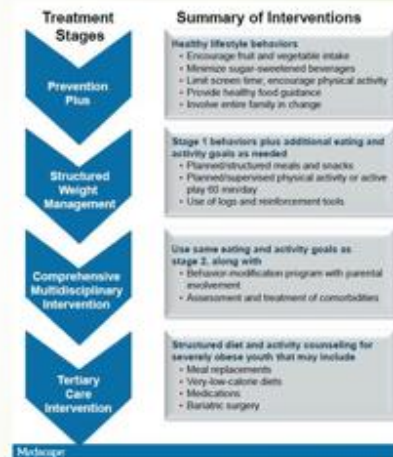 Treatment
Stages
Summary of Interventions
Prevention
Plus
Healthy lifestyle behaviors
• Encourage fruit and vegetable intake
• Minimize sugar-sweetened beverages
• Limit screen time, encourage physical activity
• Provide healthy food guidance
• Involve entire family in change
Structured
Weight
Management
Stage 1 behaviors plus additional eating and
activity goals as needed
• Planned/structured meals and snacks
• Planned/supervised physical activity or active
play 60 min/day
• Use of logs and reinforcement tools
Comprehensive
Multidisciplinary
Intervention
Use same eating and activity goals as
stage 2, along with
• Behavior modification program with parental
involvement
• Assessment and treatment of comorbidities
Tertiary
Care
Intervention
Structured diet and activity counseling for
severely obese youth that may include
• Meal replacements
• Very-low-calorie diets
• Medications
• Bariatric surgery
Medscape